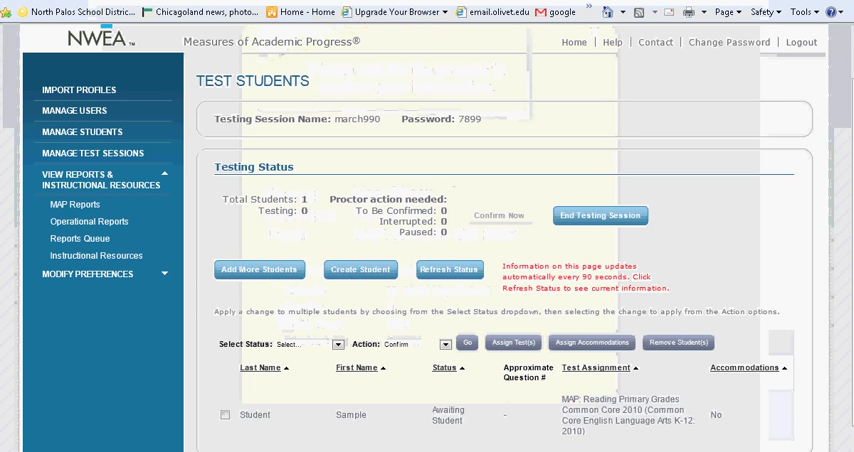 North Palos School District... Chicagoland news, photo... Home - Home Upgrade Your Browser email.olivet.edu google Page Safety Tools
NWEA™ Measures of Academic Progress® Home | Help | Contact | Change Password | Logout
TEST STUDENTS
IMPORT PROFILES
MANAGE USERS
MANAGE STUDENTS
MANAGE TEST SESSIONS
VIEW REPORTS &
INSTRUCTIONAL RESOURCES
MAP Reports
Operational Reports
Reports Queue
Instructional Resources
MODIFY PREFERENCES
Testing Session Name: march990 Password: 7899
Testing Status
Total Students: 1 Proctor action needed:
Testing: 0 To Be Confirmed: 0
Interrupted: 0
Paused: 0
Confirm Now End Testing Session
Add More Students Create Student Refresh Status
Information on this page updates
automatically every 90 seconds. Click
Refresh Status to see current information.
Apply a change to multiple students by choosing from the Select Status dropdown, then selecting the change to apply from the Action options.
Select Status: Select... Action: Confirm Go Assign Test(s) Assign Accommodations Remove Student(s)
Last Name First Name Status Approximate Question # Test Assignment Accommodations
Student Sample Awaiting Student - MAP: Reading Primary Grades Common Core 2010 (Common Core English Language Arts K-12: 2010) No